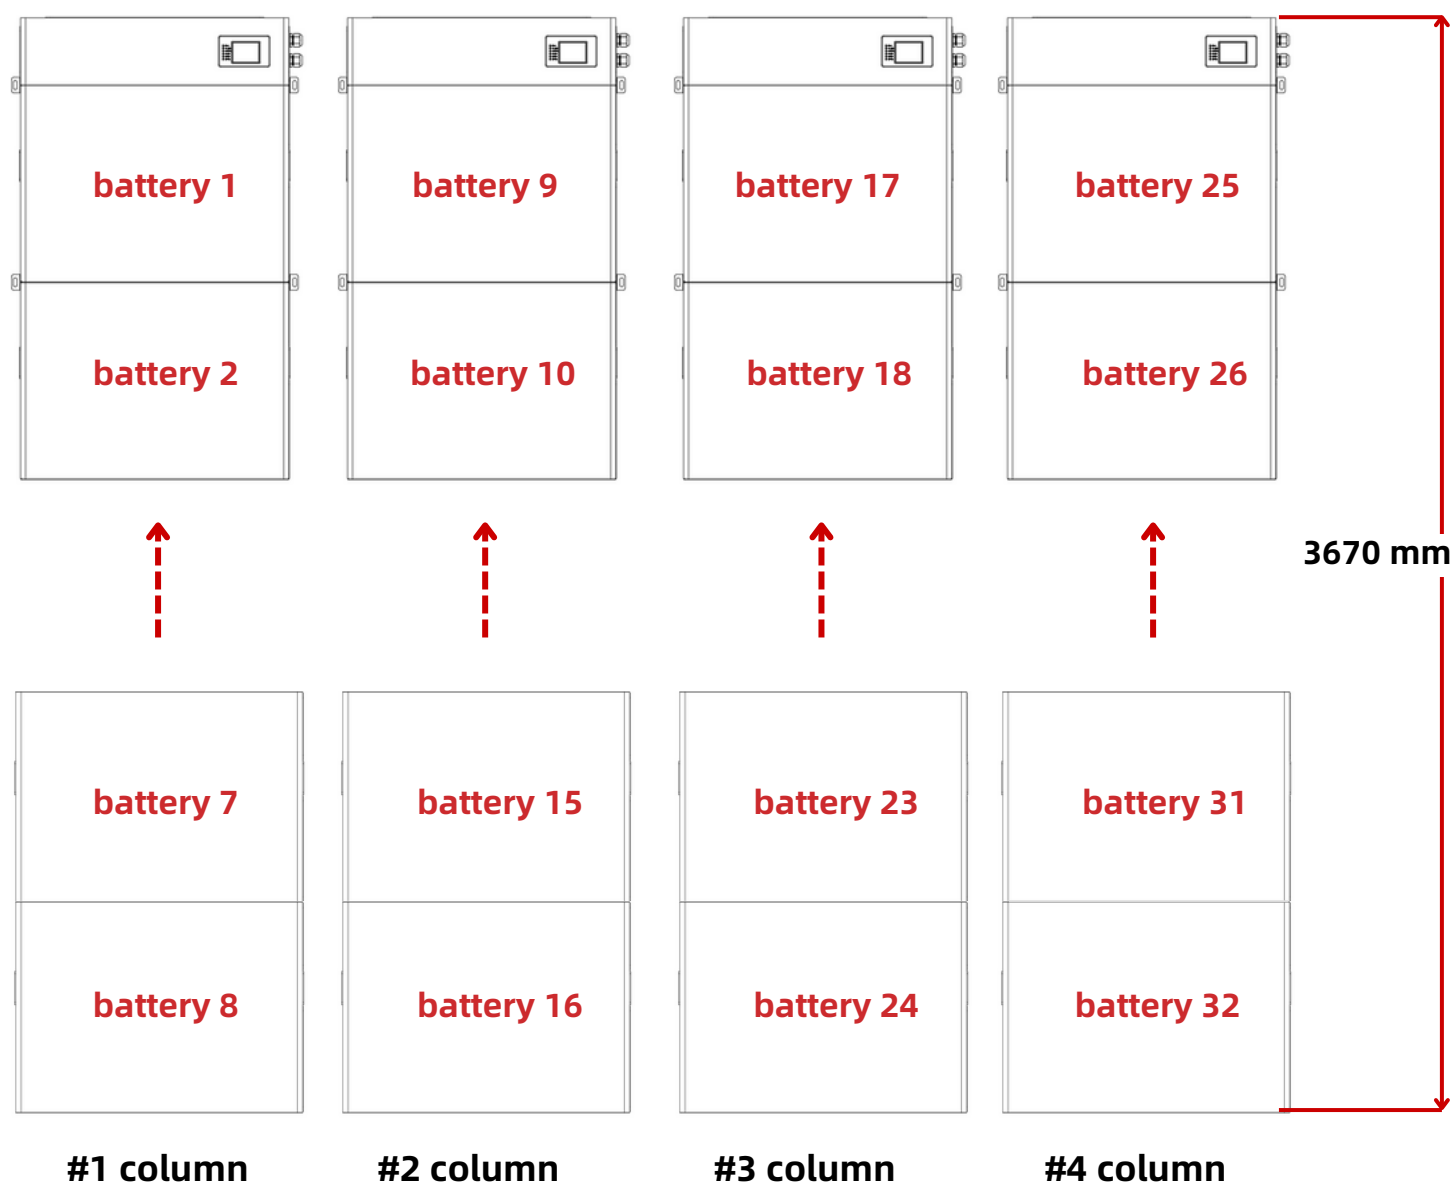 battery 1
battery 9
battery 17
battery 25
battery 2
battery 10
battery 18
battery 26
3670 mm
battery 7
battery 15
battery 23
battery 31
battery 8
battery 16
battery 24
battery 32
#1 column
#2 column
#3 column
#4 column